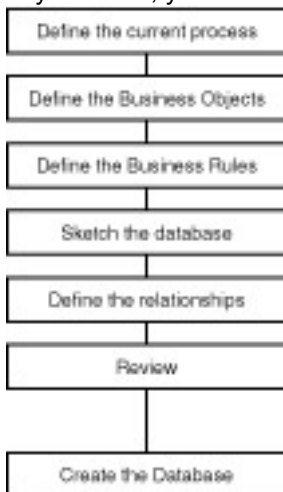 Define the current process
Define the Business Objects
Define the Business Rules
Sketch the database
Define the relationships
Review
Create the Database